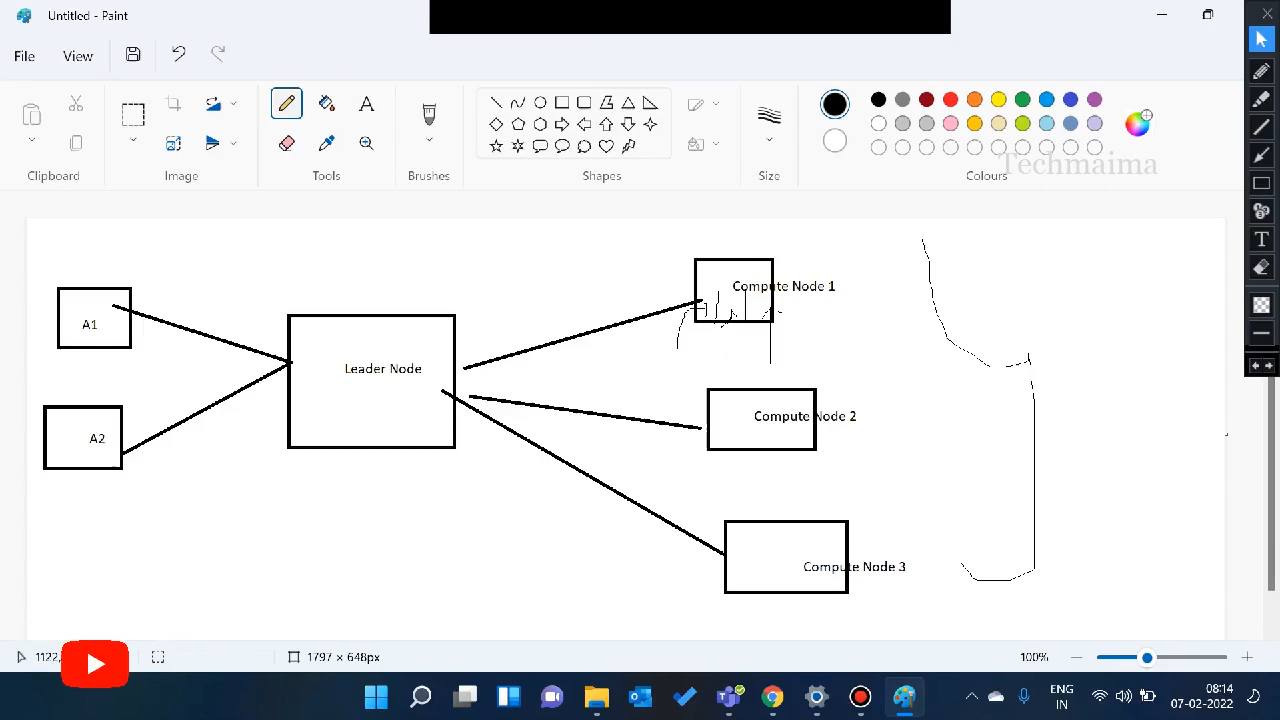 Untitled - Paint
File
View
Clipboard
Image
Tools
Brushes
Shapes
Size
Colours
Techmaima
A1
A2
Leader Node
Compute Node 1
Compute Node 2
Compute Node 3
1122,
1797 × 648px
100%
ENG
IN
08:14
07-02-2022